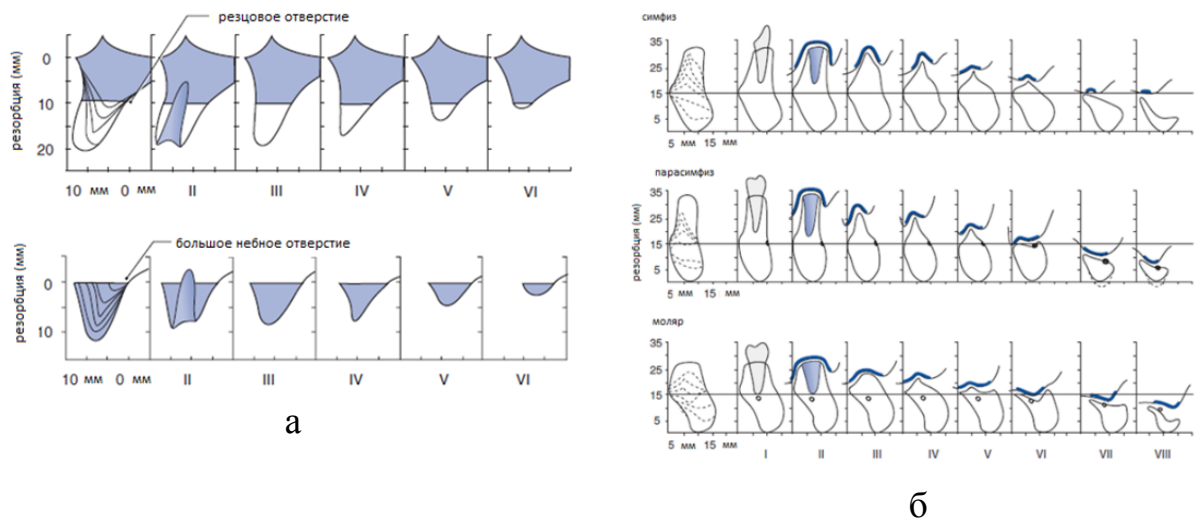 резцовое отверстие
резорбция (мм)
0
10
20
10 мм 0 мм II III IV V VI
большое небное отверстие
резорбция (мм)
0
10
10 мм 0 мм II III IV V VI
а
симфиз
35
25
15
5
5 мм 15 мм
парасимфиз
резорбция (мм)
35
25
15
5
5 мм 15 мм
моляр
35
25
15
5
5 мм 15 мм
I II III IV V VI VII VIII
б